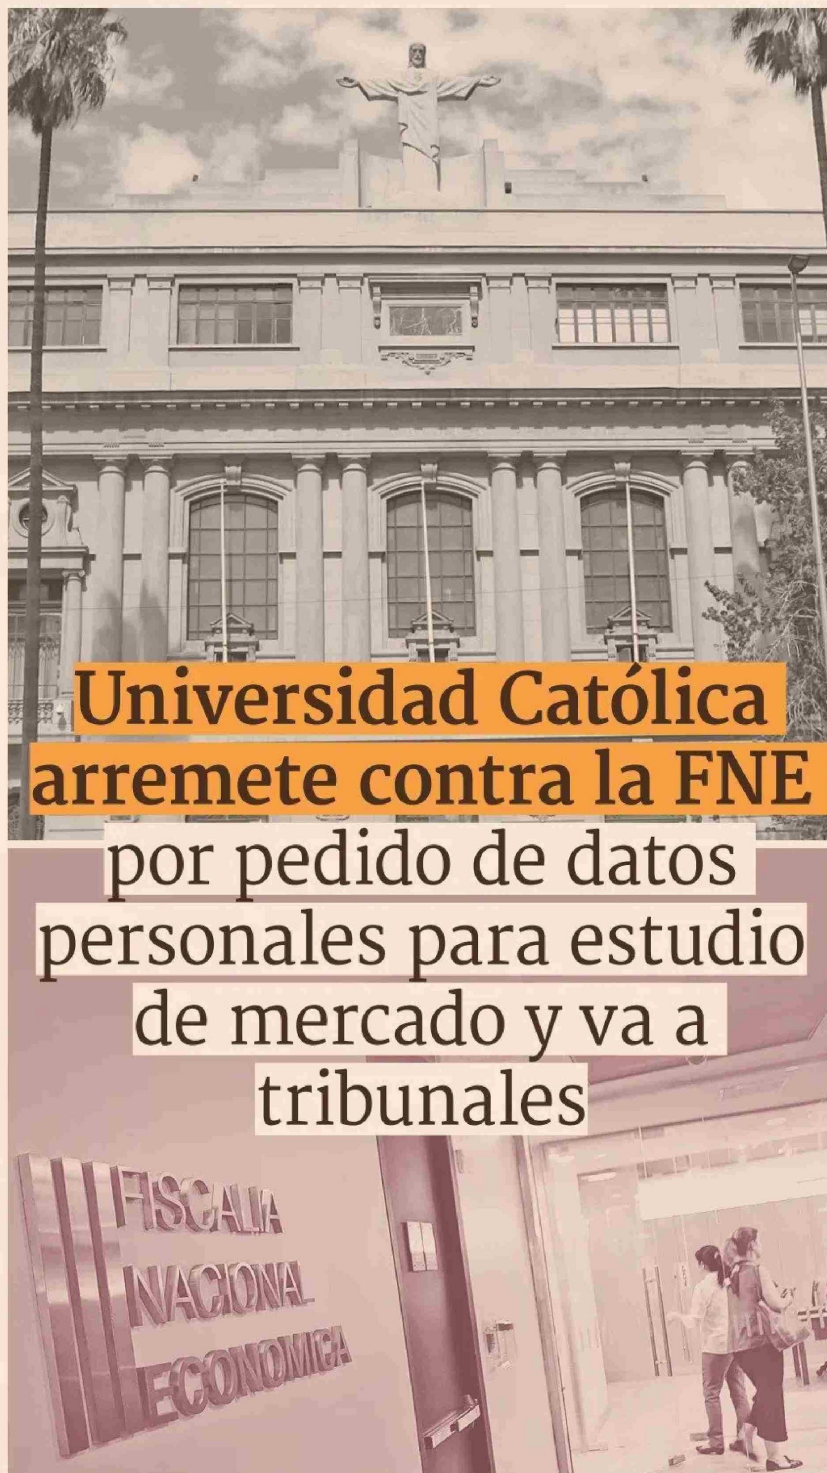 Universidad Católica
arremete contra la FNE
por pedido de datos
personales para estudio
de mercado y va a
tribunales
FISCALIA
NACIONAL
ECONOMICA